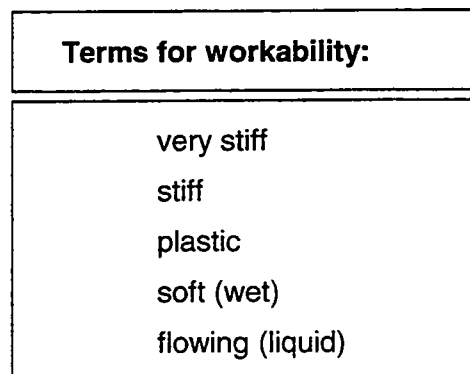 Terms for workability:
very stiff
stiff
plastic
soft (wet)
flowing (liquid)